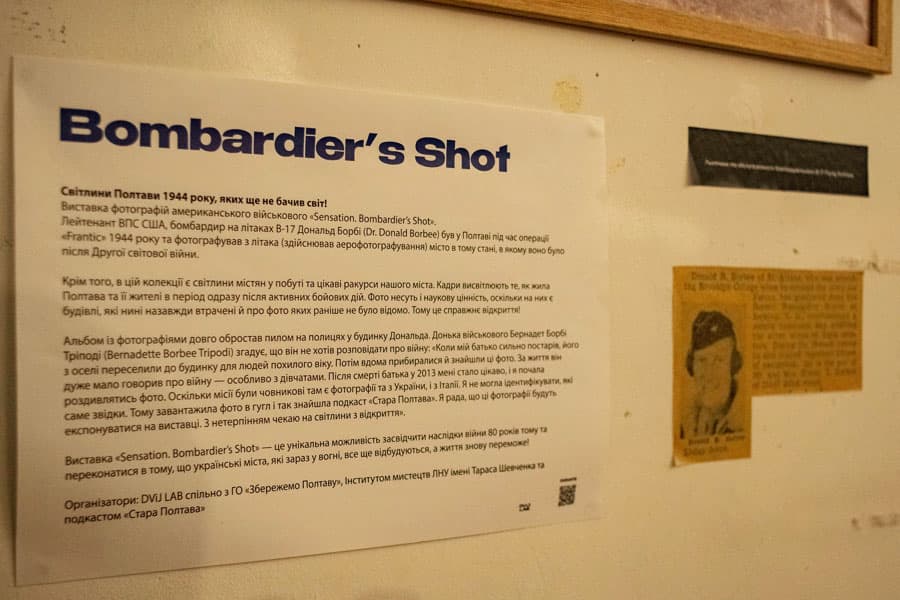 Bombardier's Shot
Світлини Полтави 1944 року, яких ще не бачив світ!
Виставка фотографій американського військового «Sensation. Bombardier's Shot».
Лейтенант ВПС США, бомбардир на літаках B-17 Дональд Борбі (Dr. Donald Borbee) був у Полтаві під час операції
«Frantic» 1944 року та фотографував з літака (здійснював аерофотографування) місто в тому стані, в якому воно було
після Другої світової війни.
Крім того, в цій колекції є світлини містян у побуті та цікаві ракурси нашого міста. Кадри висвітлюють те, як жила
Полтава та її жителі в період одразу після активних бойових дій. Фото несуть і наукову цінність, оскільки на них є
будівлі, які нині назавжди втрачені й про фото яких раніше не було відомо. Тому це справжнє відкриття!
Альбом із фотографіями довго обростав пилом на полицях у будинку Дональда. Донька військового Бернадет Борбі
Тріподі (Bernadette Borbee Tripodi) згадує, що він не хотів розповідати про війну: «Коли мій батько сильно постарів, його
з оселі переселили до будинку для людей похилого віку. Потім вдома прибиралися й знайшли ці фото. За життя він
дуже мало говорив про війну — особливо з дівчатами. Після смерті батька у 2013 мені стало цікаво, і я почала
роздивлятись фото. Оскільки місії були човникові там є фотографії та з України, і з Італії. Я не могла ідентифікувати, які
саме звідки. Тому завантажила фото в гугл і так знайшла подкаст «Стара Полтава». Я рада, що ці фотографії будуть
експонуватися на виставці. З нетерпінням чекаю на світлини з відкриття».
Виставка «Sensation. Bombardier's Shot» — це унікальна можливість засвідчити наслідки війни 80 років тому та
переконатися в тому, що українські міста, які зараз у вогні, все ще відбудуються, а життя знову переможе!
Організатори: DViJ LAB спільно з ГО «Збережемо Полтаву», Інститутом мистецтв ЛНУ імені Тараса Шевченка та
подкастом «Стара Полтава»
Donald R. Borbee of St. Albans, who
the Brooklyn College
Donald R. Borbee